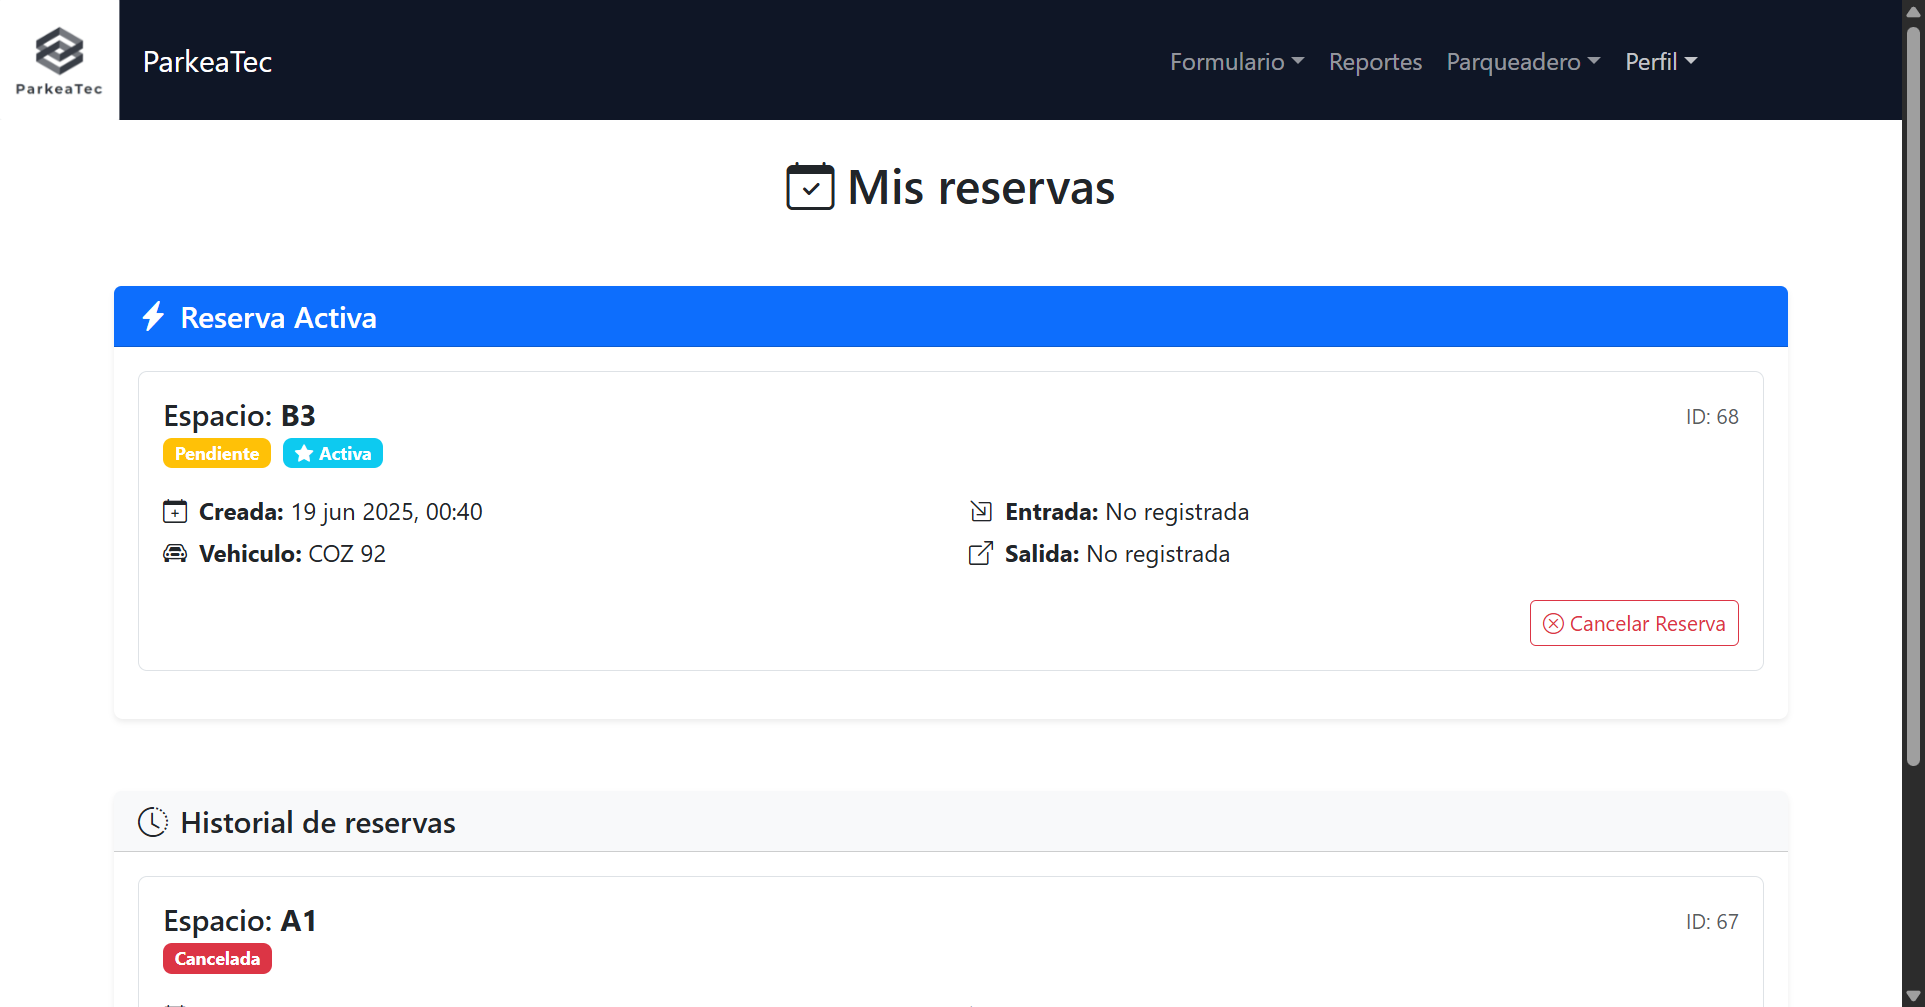 ParkeaTec
ParkeaTec
Formulario
Reportes
Parqueadero
Perfil
Mis reservas
Reserva Activa
Espacio: B3
ID: 68
Pendiente
Activa
Creada: 19 jun 2025, 00:40
Entrada: No registrada
Vehiculo: COZ 92
Salida: No registrada
Cancelar Reserva
Historial de reservas
Espacio: A1
ID: 67
Cancelada